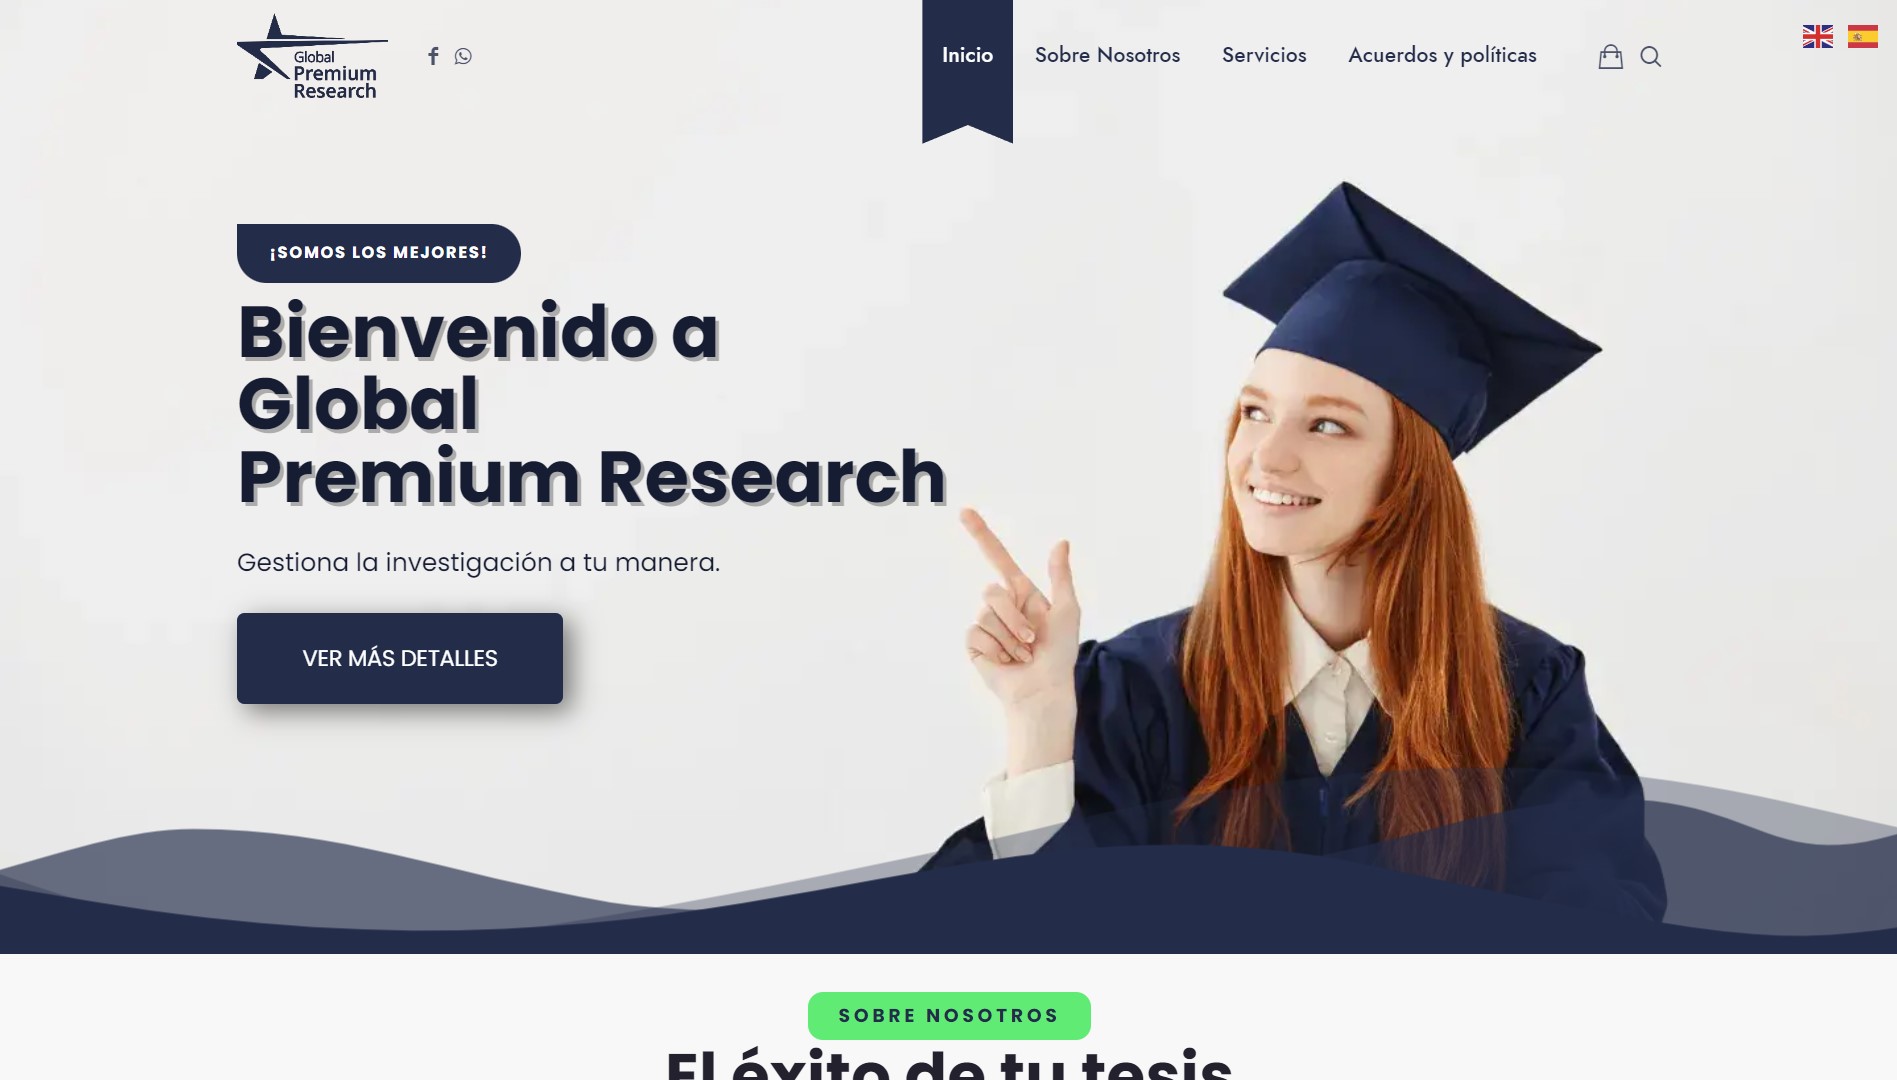 Global
Premium
Research
Inicio
Sobre Nosotros
Servicios
Acuerdos y políticas
¡SOMOS LOS MEJORES!
Bienvenido a
Global
Premium Research
Gestiona la investigación a tu manera.
VER MÁS DETALLES
SOBRE NOSOTROS
El éxito de tu tesis